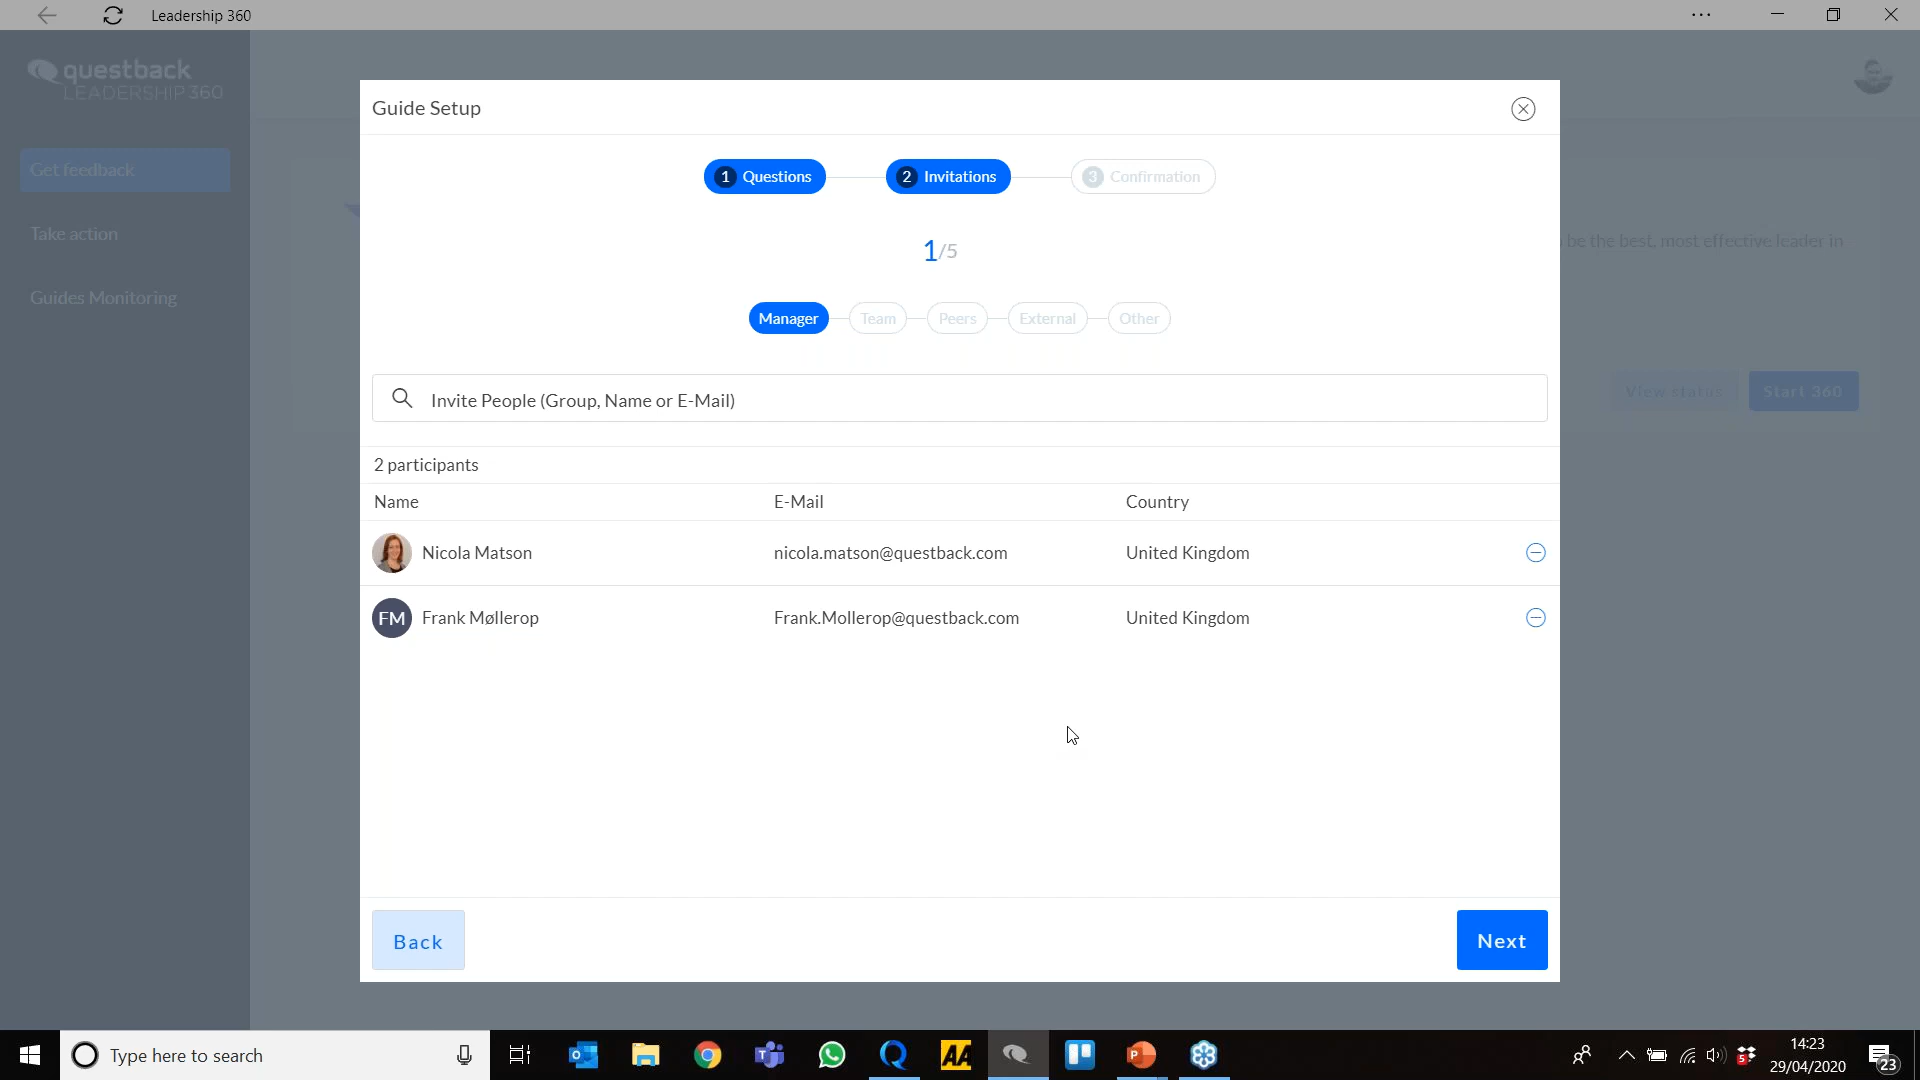 Leadership 360
questback
LEADERSHIP 360
Get feedback
Take action
Guides Monitoring
Guide Setup
1 Questions
2 Invitations
3 Confirmation
1/5
Manager
Team
Peers
External
Other
be the best, most effective leader in
Invite People (Group, Name or E-Mail)
View status
Start 360
2 participants
Name E-Mail Country
Nicola Matson nicola.matson@questback.com United Kingdom
FM Frank Møllerop Frank.Mollerop@questback.com United Kingdom
Back
Next
Type here to search
14:23
29/04/2020
23